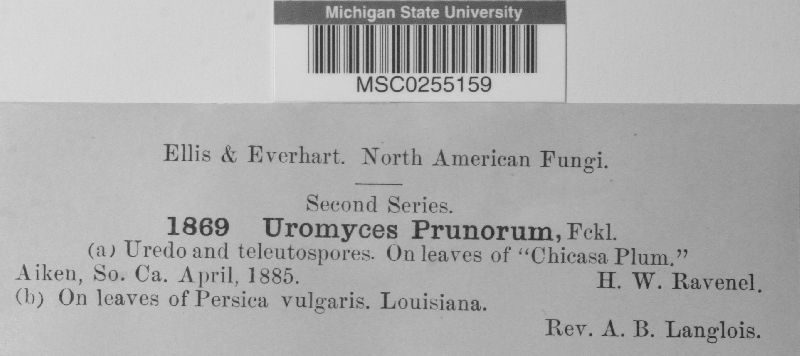 Michigan State University
MSC0255159
Ellis & Everhart. North American Fungi.
Second Series.
1869 Uromyces Prunorum, Fckl.
(a) Uredo and teleutospores. On leaves of "Chicasa Plum."
Aiken, So. Ca. April, 1885. H. W. Ravenel.
(b) On leaves of Persica vulgaris. Louisiana.
Rev. A. B. Langlois.